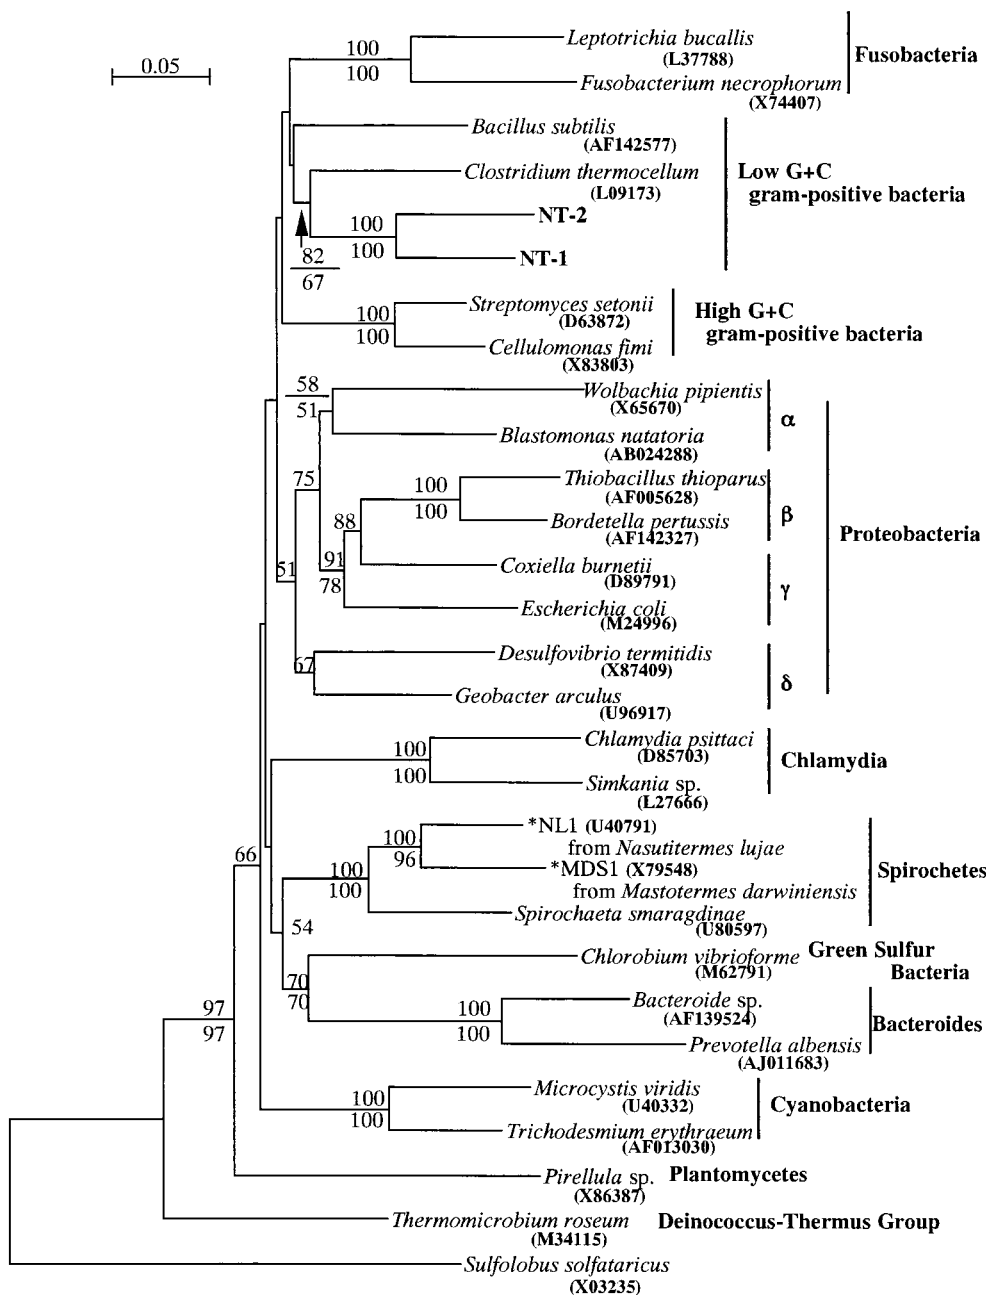 0.05
100
100
Leptotrichia bucallis
(L37788)
Fusobacterium necrophorum
(X74407)
Fusobacteria
Bacillus subtilis
(AF142577)
Clostridium thermocellum
(L09173)
100
100
NT-2
NT-1
82
67
Low G+C
gram-positive bacteria
100
100
Streptomyces setonii
(D63872)
Cellulomonas fimi
(X83803)
High G+C
gram-positive bacteria
58
51
Wolbachia pipientis
(X65670)
Blastomonas natatoria
(AB024288)
α
75
100
100
Thiobacillus thioparus
(AF005628)
Bordetella pertussis
(AF142327)
β
Proteobacteria
88
91
78
51
Coxiella burnetii
(D89791)
Escherichia coli
(M24996)
γ
67
Desulfovibrio termitidis
(X87409)
Geobacter arculus
(U96917)
δ
100
100
Chlamydia psittaci
(D85703)
Simkania sp.
(L27666)
Chlamydia
66
100
96
100
100
*NL1 (U40791)
from Nasutitermes lujae
*MDS1 (X79548)
from Mastotermes darwiniensis
Spirochaeta smaragdinae
(U80597)
Spirochetes
54
70
70
Chlorobium vibrioforme
(M62791)
Green Sulfur
Bacteria
100
100
Bacteroide sp.
(AF139524)
Prevotella albensis
(AJ011683)
Bacteroides
97
97
100
100
Microcystis viridis
(U40332)
Trichodesmium erythraeum
(AF013030)
Cyanobacteria
Pirellula sp.
(X86387)
Plantomycetes
Thermomicrobium roseum
(M34115)
Deinococcus-Thermus Group
Sulfolobus solfataricus
(X03235)